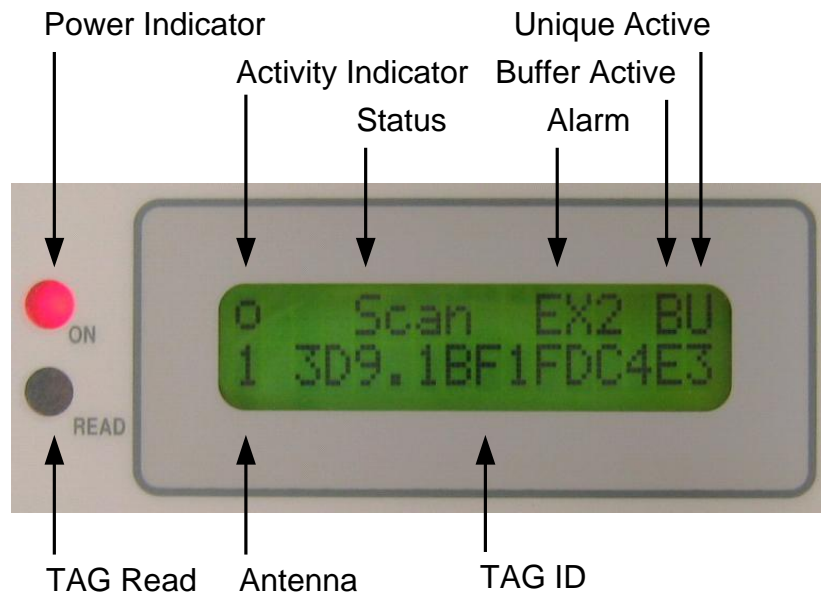 Power Indicator
Unique Active
Activity Indicator
Buffer Active
Status
Alarm
o Scan EX2 BU
ON
1 3D9.1BF1FDC4E3
READ
TAG Read
Antenna
TAG ID